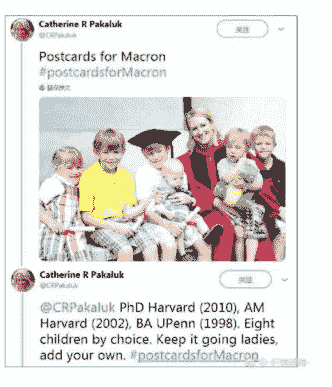 Catherine R Pakaluk
@CRPakaluk
关注
Postcards for Macron
#postcardsforMacron
Catherine R Pakaluk
@CRPakaluk
关注
@CRPakaluk PhD Harvard (2010), AM
Harvard (2002), BA UPenn (1998). Eight
children by choice. Keep it going ladies,
add your own. #postcardsforMacron